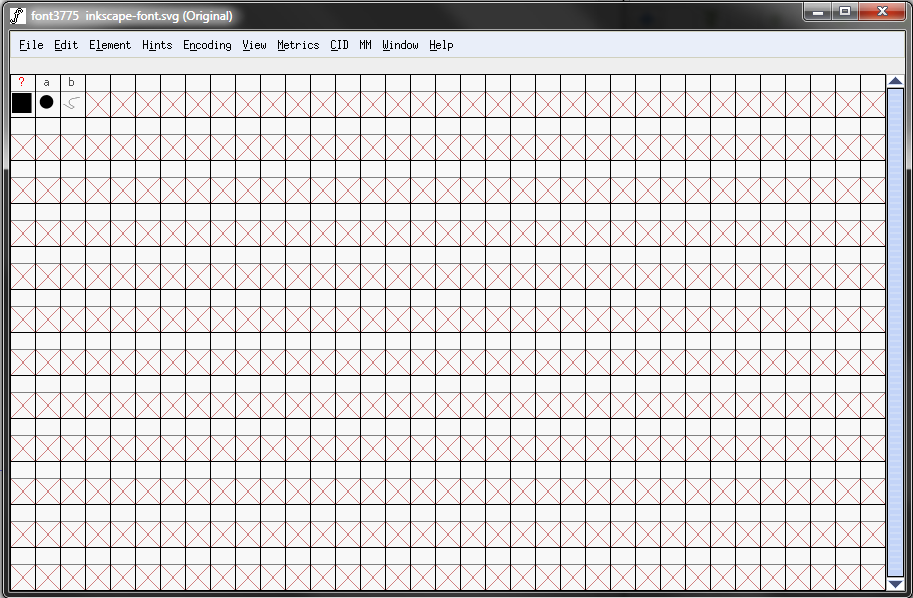 font3775 inkscape-font.svg (Original)
File Edit Element Hints Encoding View Metrics CID MM Window Help
? a b